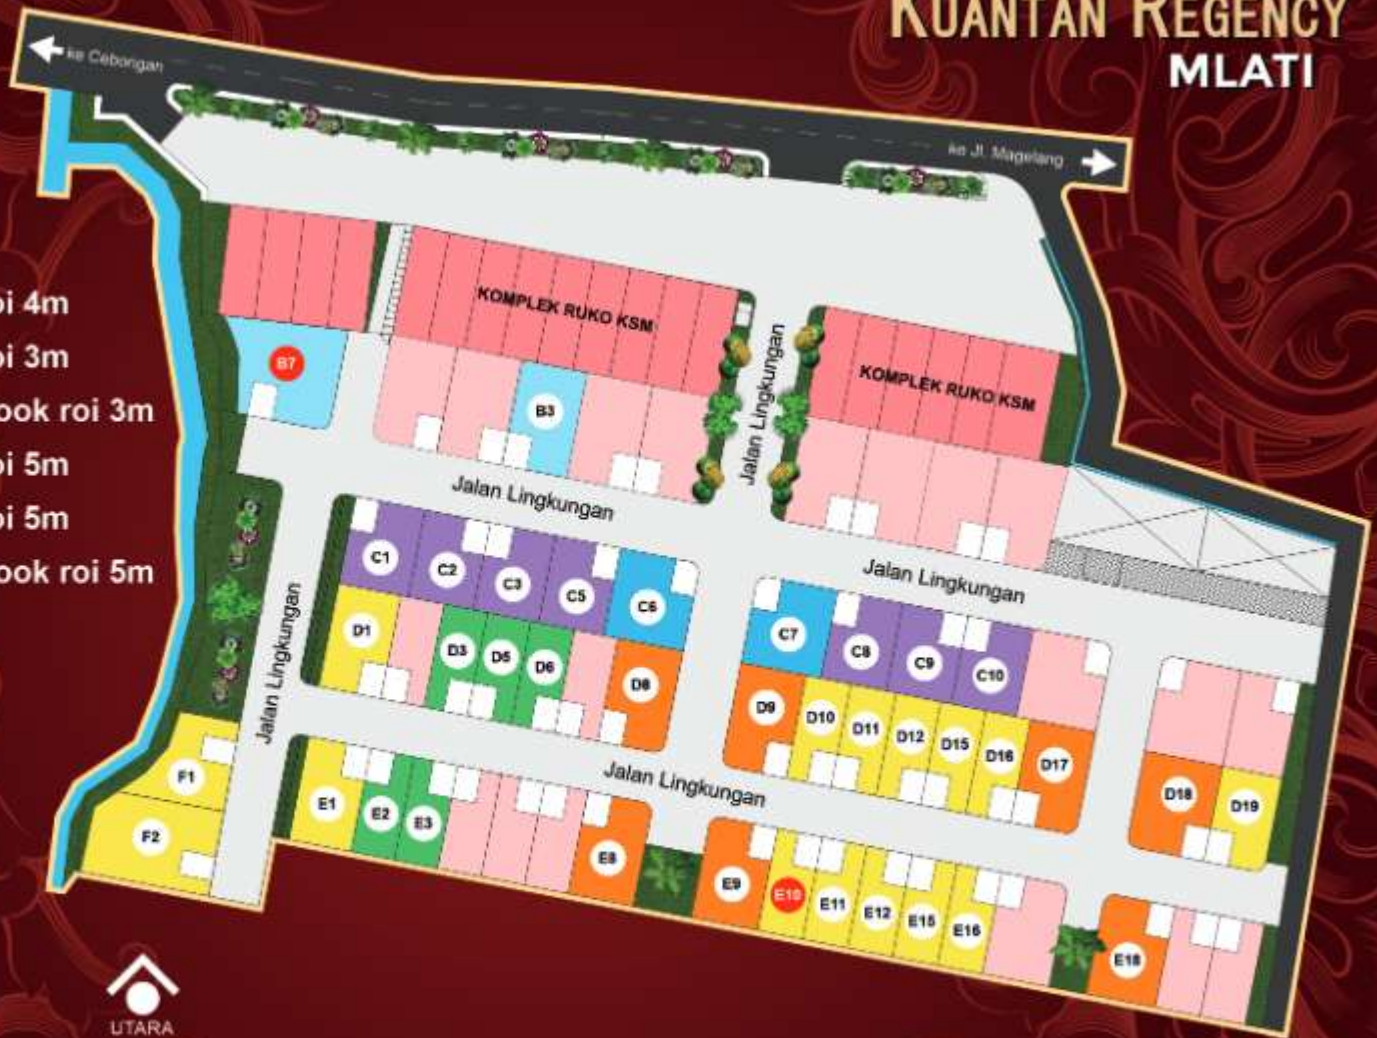 KUANTAN REGENCY
MLATI
ke Cebongan
ke Jl. Magelang
oi 4m
oi 3m
ook roi 3m
oi 5m
oi 5m
ook roi 5m
KOMPLEK RUKO KSM
KOMPLEK RUKO KSM
Jalan Lingkungan
Jalan Lingkungan
B7
B3
Jalan Lingkungan
Jalan Lingkungan
C1
C2
C3
C5
C6
C7
C8
C9
C10
D1
D3
D5
D6
D8
D9
D10
D11
D12
D15
D16
D17
D18
D19
Jalan Lingkungan
Jalan Lingkungan
F1
F2
E1
E2
E3
E8
E9
E10
E11
E12
E15
E16
E18
UTARA